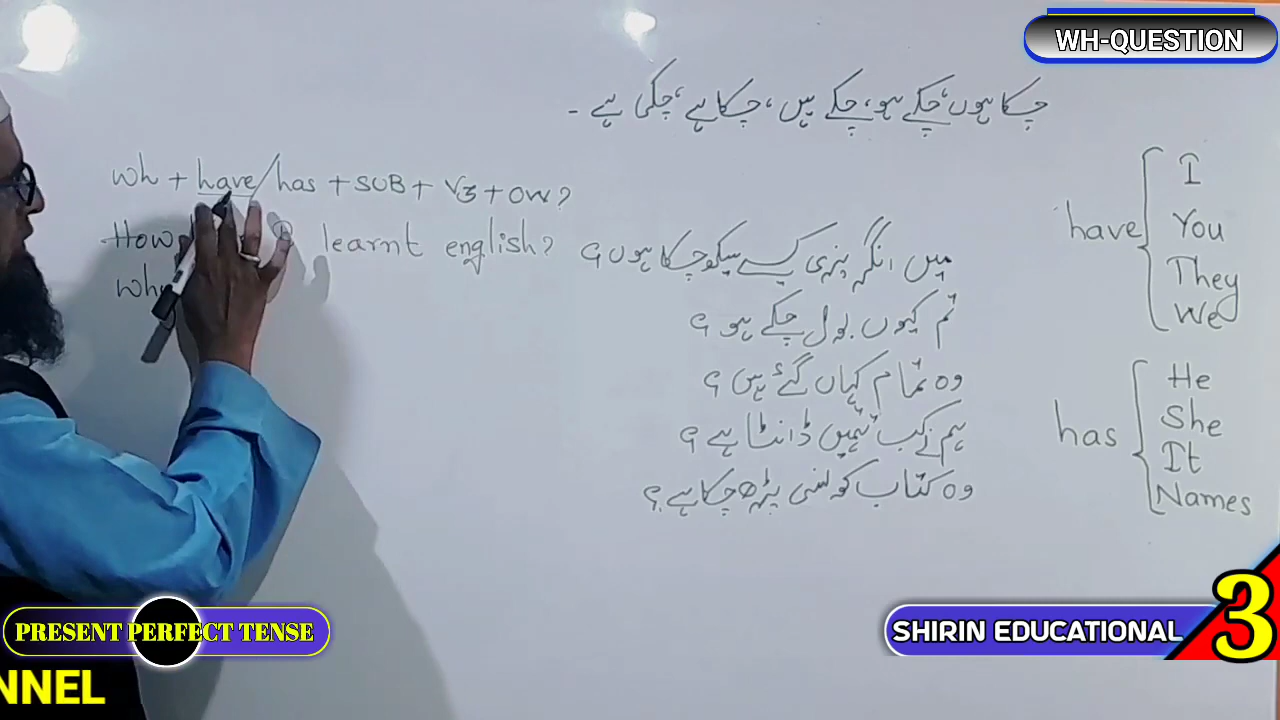 WH-QUESTION
چکا ہوں، چکے ہو، چکے ہیں، چکا ہے، چکی ہے ۔
Wh + have/has + SUB + V3 + OW?
How learnt english?
why
میں انگریزی کیسے سیکھ چکا ہوں؟
تم کیوں بول چکے ہو؟
وہ تمام کہاں گئے ہیں؟
ہم نے کب تمہیں ڈانٹا ہے؟
وہ کتاب کونسی پڑھ چکا ہے؟
have
I
You
They
We
has
He
She
It
Names
PRESENT PERFECT TENSE
SHIRIN EDUCATIONAL 3
NNEL